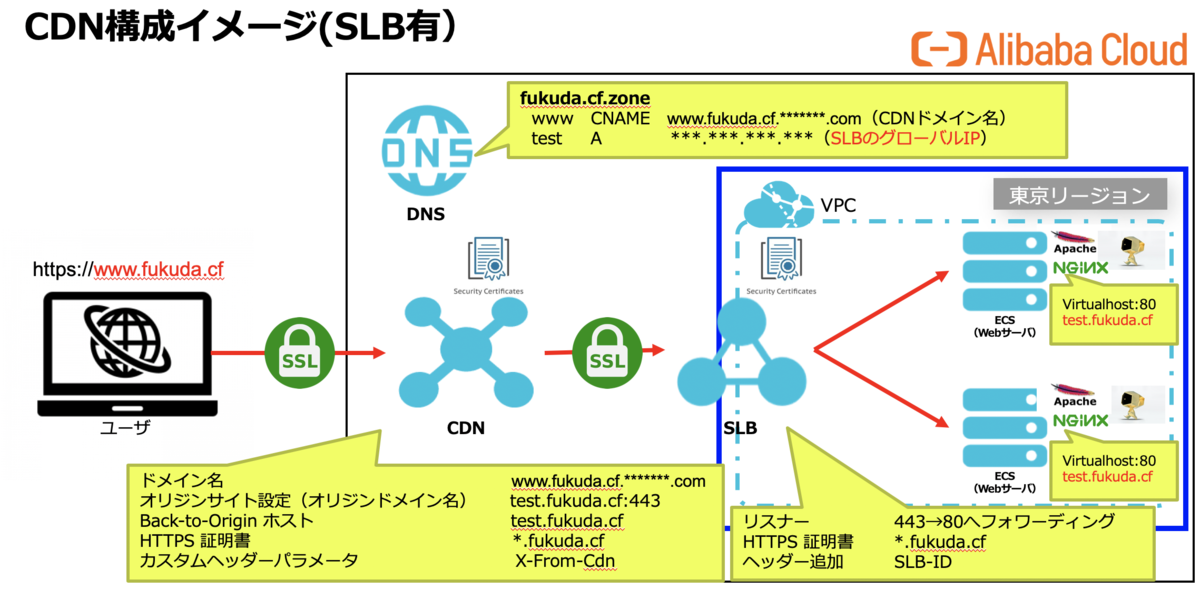 CDN構成イメージ(SLB有）
Alibaba Cloud
fukuda.cf.zone
www CNAME www.fukuda.cf.*******.com（CDNドメイン名）
test A ***.***.***.***（SLBのグローバルIP）
DNS
DNS
VPC
東京リージョン
https://www.fukuda.cf
Security Certificates
Security Certificates
Apache
NGINX
Virtualhost:80
test.fukuda.cf
ECS
（Webサーバ）
SSL
SSL
ユーザ
CDN
SLB
Apache
NGINX
Virtualhost:80
test.fukuda.cf
ECS
（Webサーバ）
ドメイン名 www.fukuda.cf.*******.com
オリジンサイト設定（オリジンドメイン名） test.fukuda.cf:443
Back-to-Origin ホスト test.fukuda.cf
HTTPS 証明書 *.fukuda.cf
カスタムヘッダーパラメータ X-From-Cdn
リスナー 443→80へフォワーディング
HTTPS 証明書 *.fukuda.cf
ヘッダー追加 SLB-ID